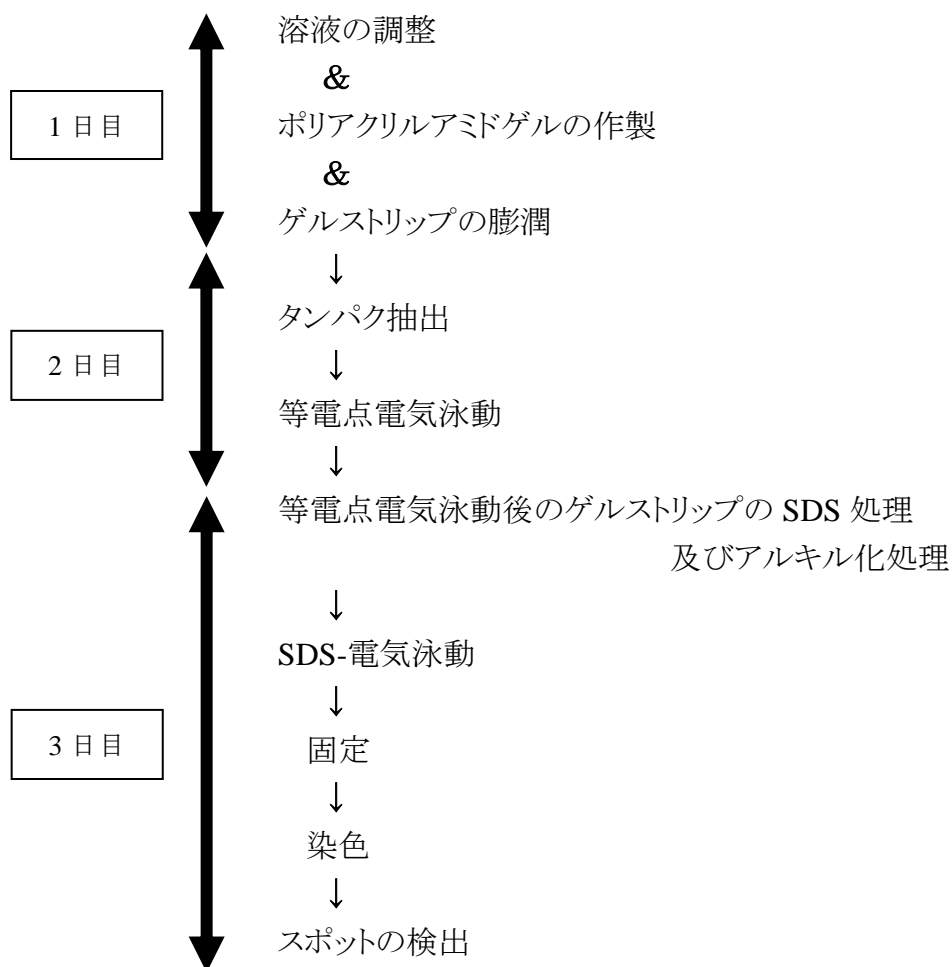 溶液の調整
&
1日目
ポリアクリルアミドゲルの作製
&
ゲルストリップの膨潤
↓
タンパク抽出
2日目
↓
等電点電気泳動
↓
等電点電気泳動後のゲルストリップの SDS 処理
及びアルキル化処理
↓
SDS-電気泳動
↓
3日目
固定
↓
染色
↓
スポットの検出